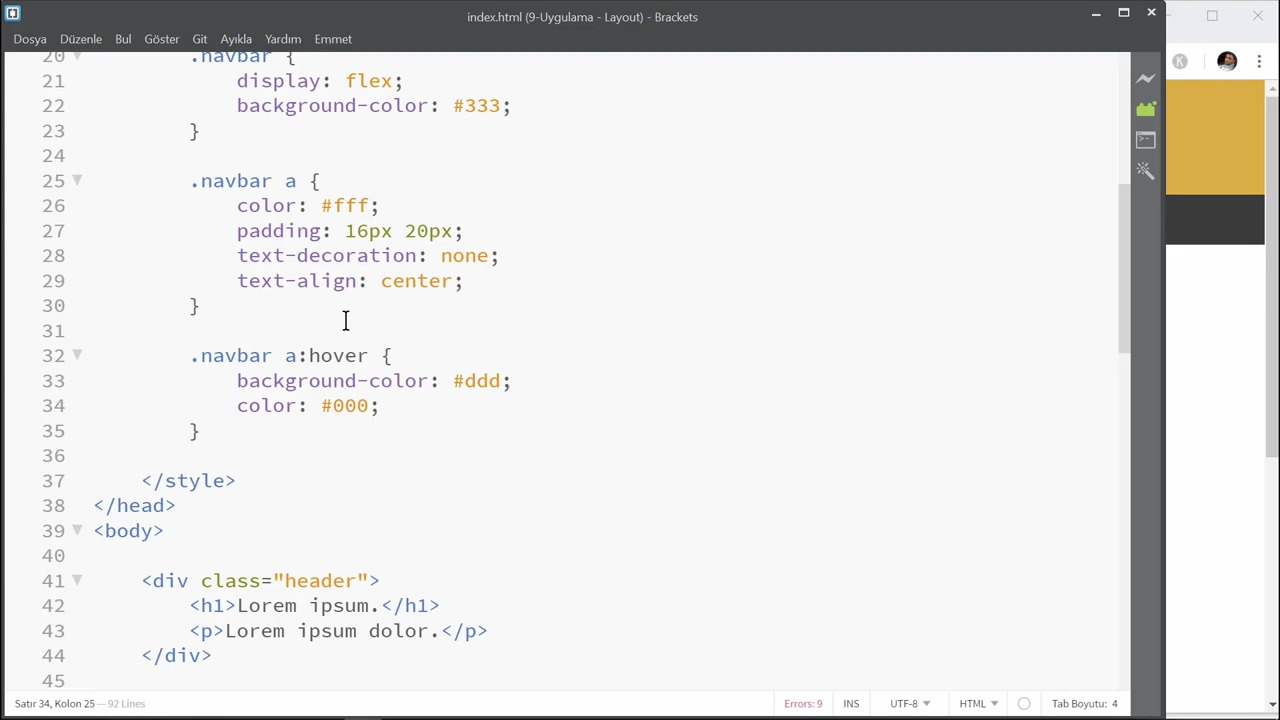 index.html (9-Uygulama - Layout) - Brackets
Dosya Düzenle Bul Göster Git Ayıkla Yardım Emmet
20 .navbar {
21 display: flex;
22 background-color: #333;
23 }
24
25 .navbar a {
26 color: #fff;
27 padding: 16px 20px;
28 text-decoration: none;
29 text-align: center;
30 }
31
32 .navbar a:hover {
33 background-color: #ddd;
34 color: #000;
35 }
36
37 </style>
38 </head>
39 <body>
40
41 <div class="header">
42 <h1>Lorem ipsum.</h1>
43 <p>Lorem ipsum dolor.</p>
44 </div>
45
Satır 34, Kolon 25 — 92 Lines Errors: 9 INS UTF-8 HTML Tab Boyutu: 4
K